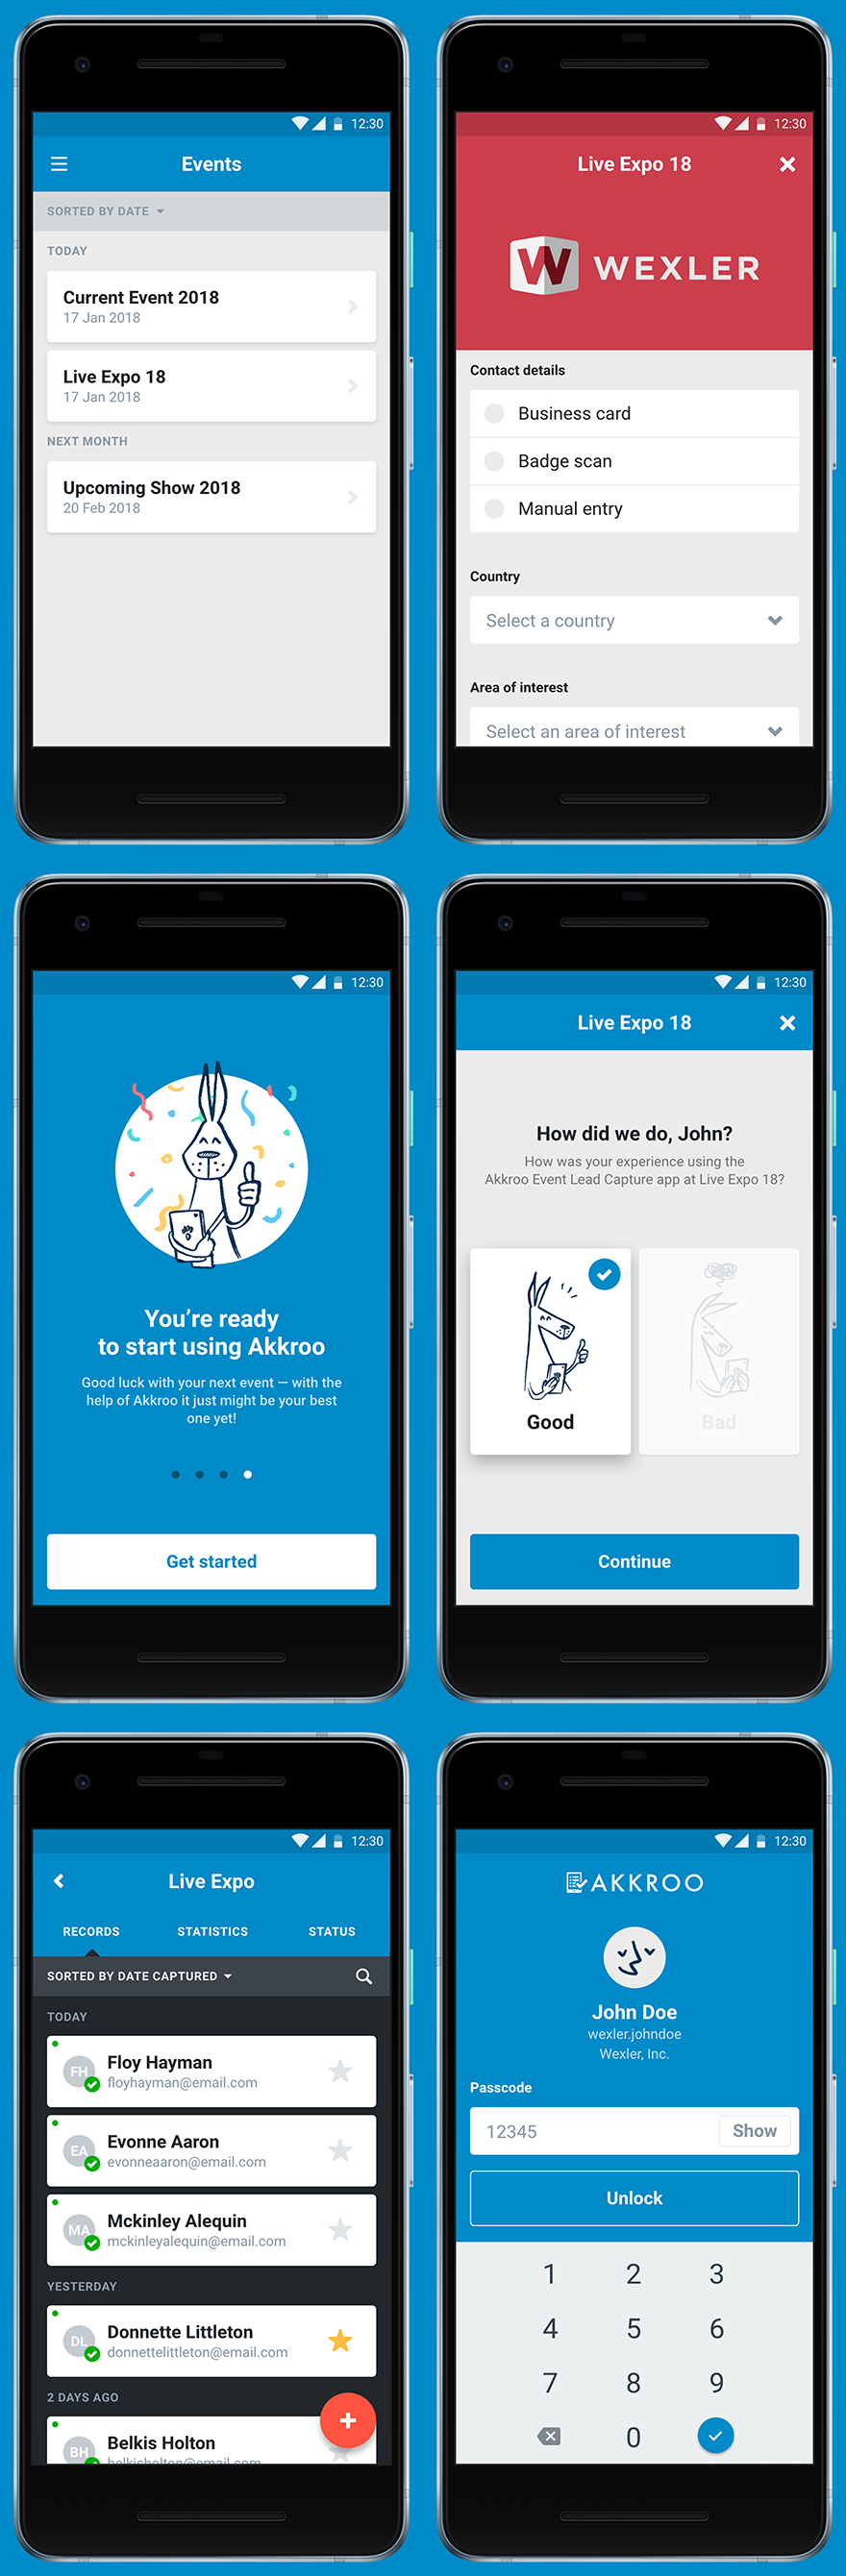 12:30
Events
SORTED BY DATE
TODAY
Current Event 2018
17 Jan 2018
Live Expo 18
17 Jan 2018
NEXT MONTH
Upcoming Show 2018
20 Feb 2018
12:30
Live Expo 18
W WEXLER
Contact details
Business card
Badge scan
Manual entry
Country
Select a country
Area of interest
Select an area of interest
12:30
You’re ready
to start using Akkroo
Good luck with your next event — with the
help of Akkroo it just might be your best
one yet!
Get started
12:30
Live Expo 18
How did we do, John?
How was your experience using the
Akkroo Event Lead Capture app at Live Expo 18?
Good
Bad
Continue
12:30
Live Expo
RECORDS STATISTICS STATUS
SORTED BY DATE CAPTURED
TODAY
FH
Floy Hayman
floyhayman@email.com
EA
Evonne Aaron
evonneaaron@email.com
MA
Mckinley Alequin
mckinleyalequin@email.com
YESTERDAY
DL
Donnette Littleton
donnettelittleton@email.com
2 DAYS AGO
BH
Belkis Holton
belkisholton@email.com
12:30
AKKROO
John Doe
wexler.johndoe
Wexler, Inc.
Passcode
12345 Show
Unlock
1 2 3
4 5 6
7 8 9
0